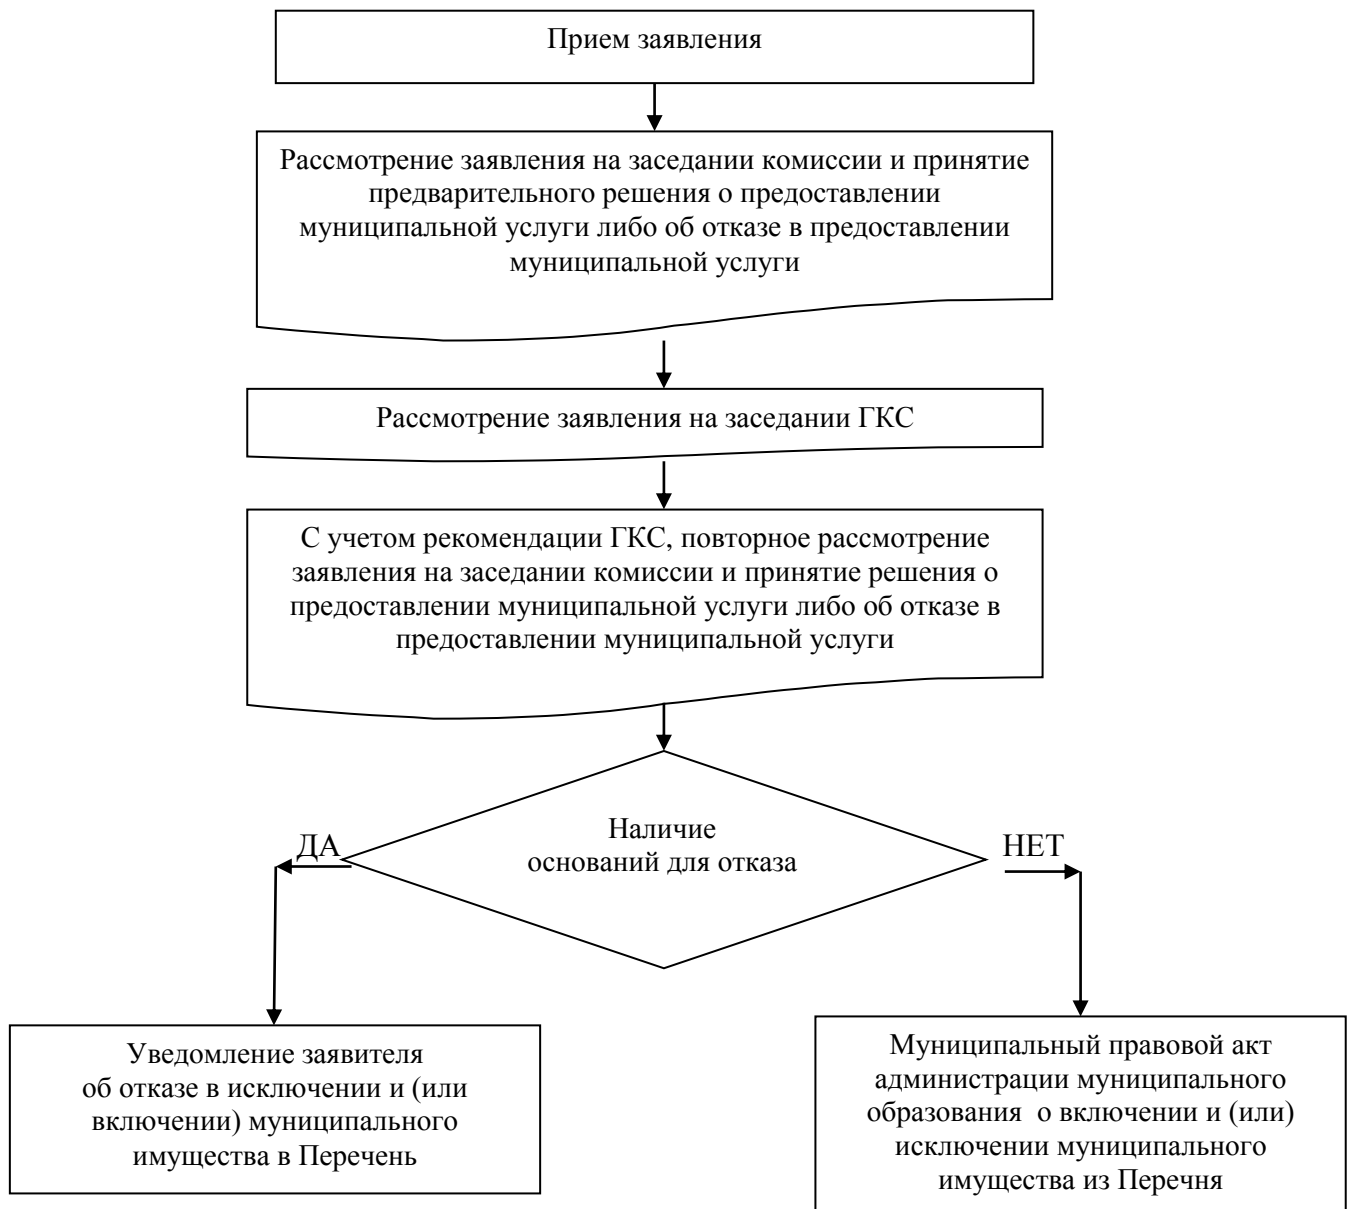 Прием заявления
Рассмотрение заявления на заседании комиссии и принятие
предварительного решения о предоставлении
муниципальной услуги либо об отказе в предоставлении
муниципальной услуги
Рассмотрение заявления на заседании ГКС
С учетом рекомендации ГКС, повторное рассмотрение
заявления на заседании комиссии и принятие решения о
предоставлении муниципальной услуги либо об отказе в
предоставлении муниципальной услуги
Наличие
оснований для отказа
ДА
НЕТ
Уведомление заявителя
об отказе в исключении и (или
включении) муниципального
имущества в Перечень
Муниципальный правовой акт
администрации муниципального
образования о включении и (или)
исключении муниципального
имущества из Перечня